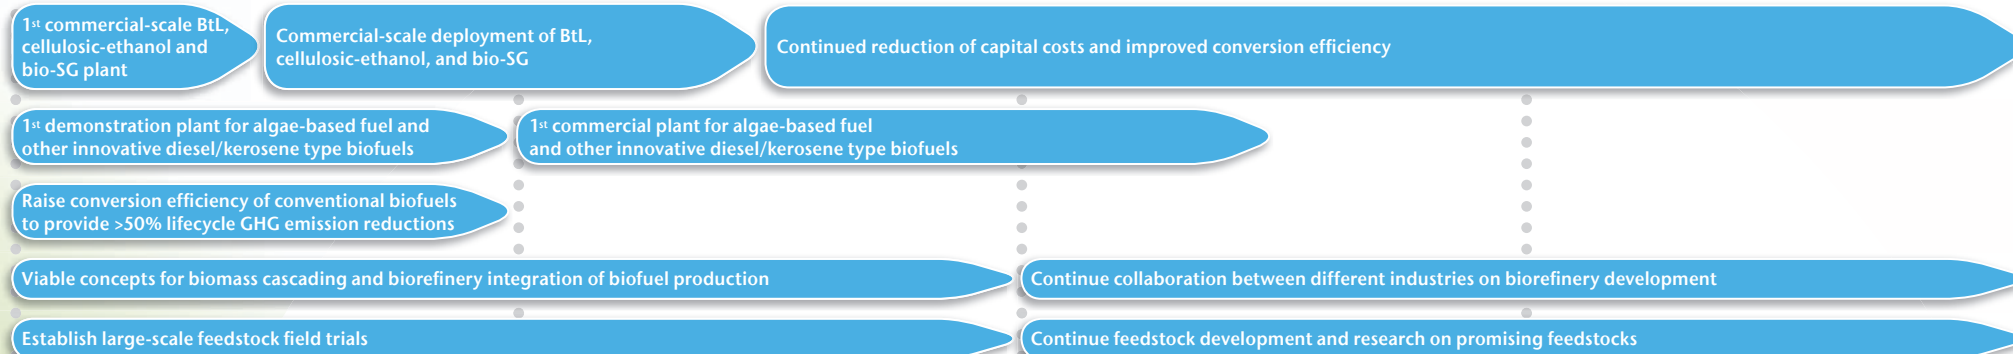 1st commercial-scale BtL,
cellulosic-ethanol and
bio-SG plant
Commercial-scale deployment of BtL,
cellulosic-ethanol, and bio-SG
Continued reduction of capital costs and improved conversion efficiency
1st demonstration plant for algae-based fuel and
other innovative diesel/kerosene type biofuels
1st commercial plant for algae-based fuel
and other innovative diesel/kerosene type biofuels
Raise conversion efficiency of conventional biofuels
to provide >50% lifecycle GHG emission reductions
Viable concepts for biomass cascading and biorefinery integration of biofuel production
Continue collaboration between different industries on biorefinery development
Establish large-scale feedstock field trials
Continue feedstock development and research on promising feedstocks